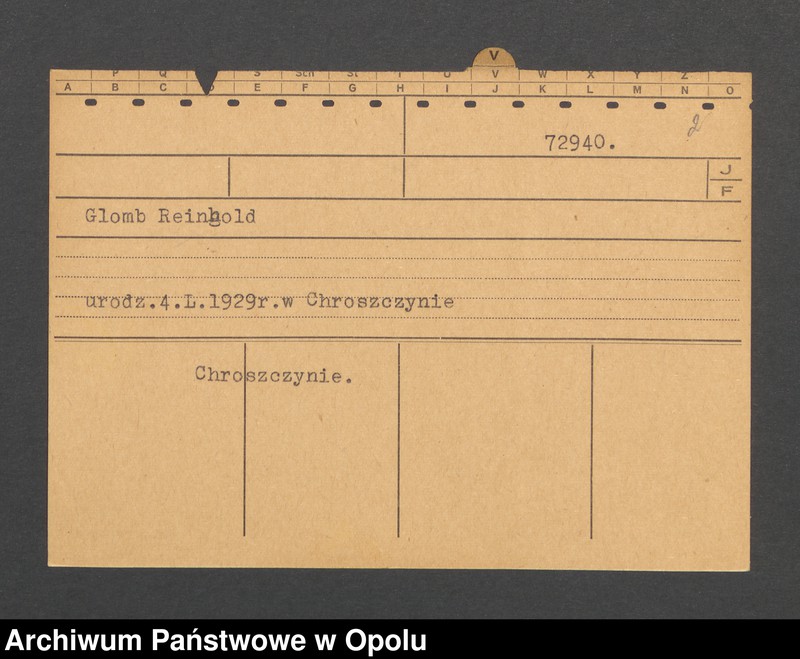 V
P Q S Sch St T U V W X Y Z
A B C D E F G H I J K L M N O
2
72940.
J
F
Glomb Reinhold
urodz.4.L.1929r.w Chroszczynie
Chroszczynie.
Archiwum Państwowe w Opolu